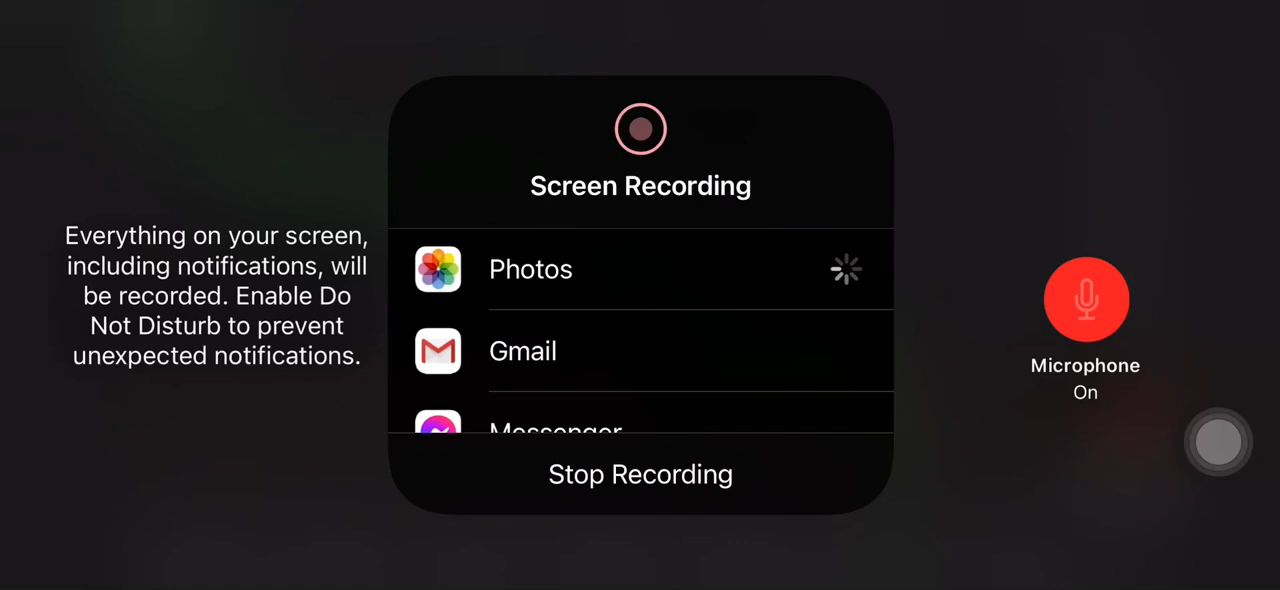 Screen Recording
Everything on your screen,
including notifications, will
be recorded. Enable Do
Not Disturb to prevent
unexpected notifications.
Photos
Gmail
Messenger
Stop Recording
Microphone
On